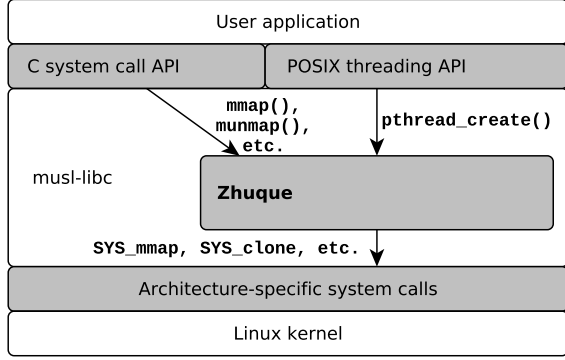 User application
C system call API
POSIX threading API
mmap(),
munmap(),
etc.
pthread_create()
musl-libc
Zhuque
SYS_mmap, SYS_clone, etc.
Architecture-specific system calls
Linux kernel